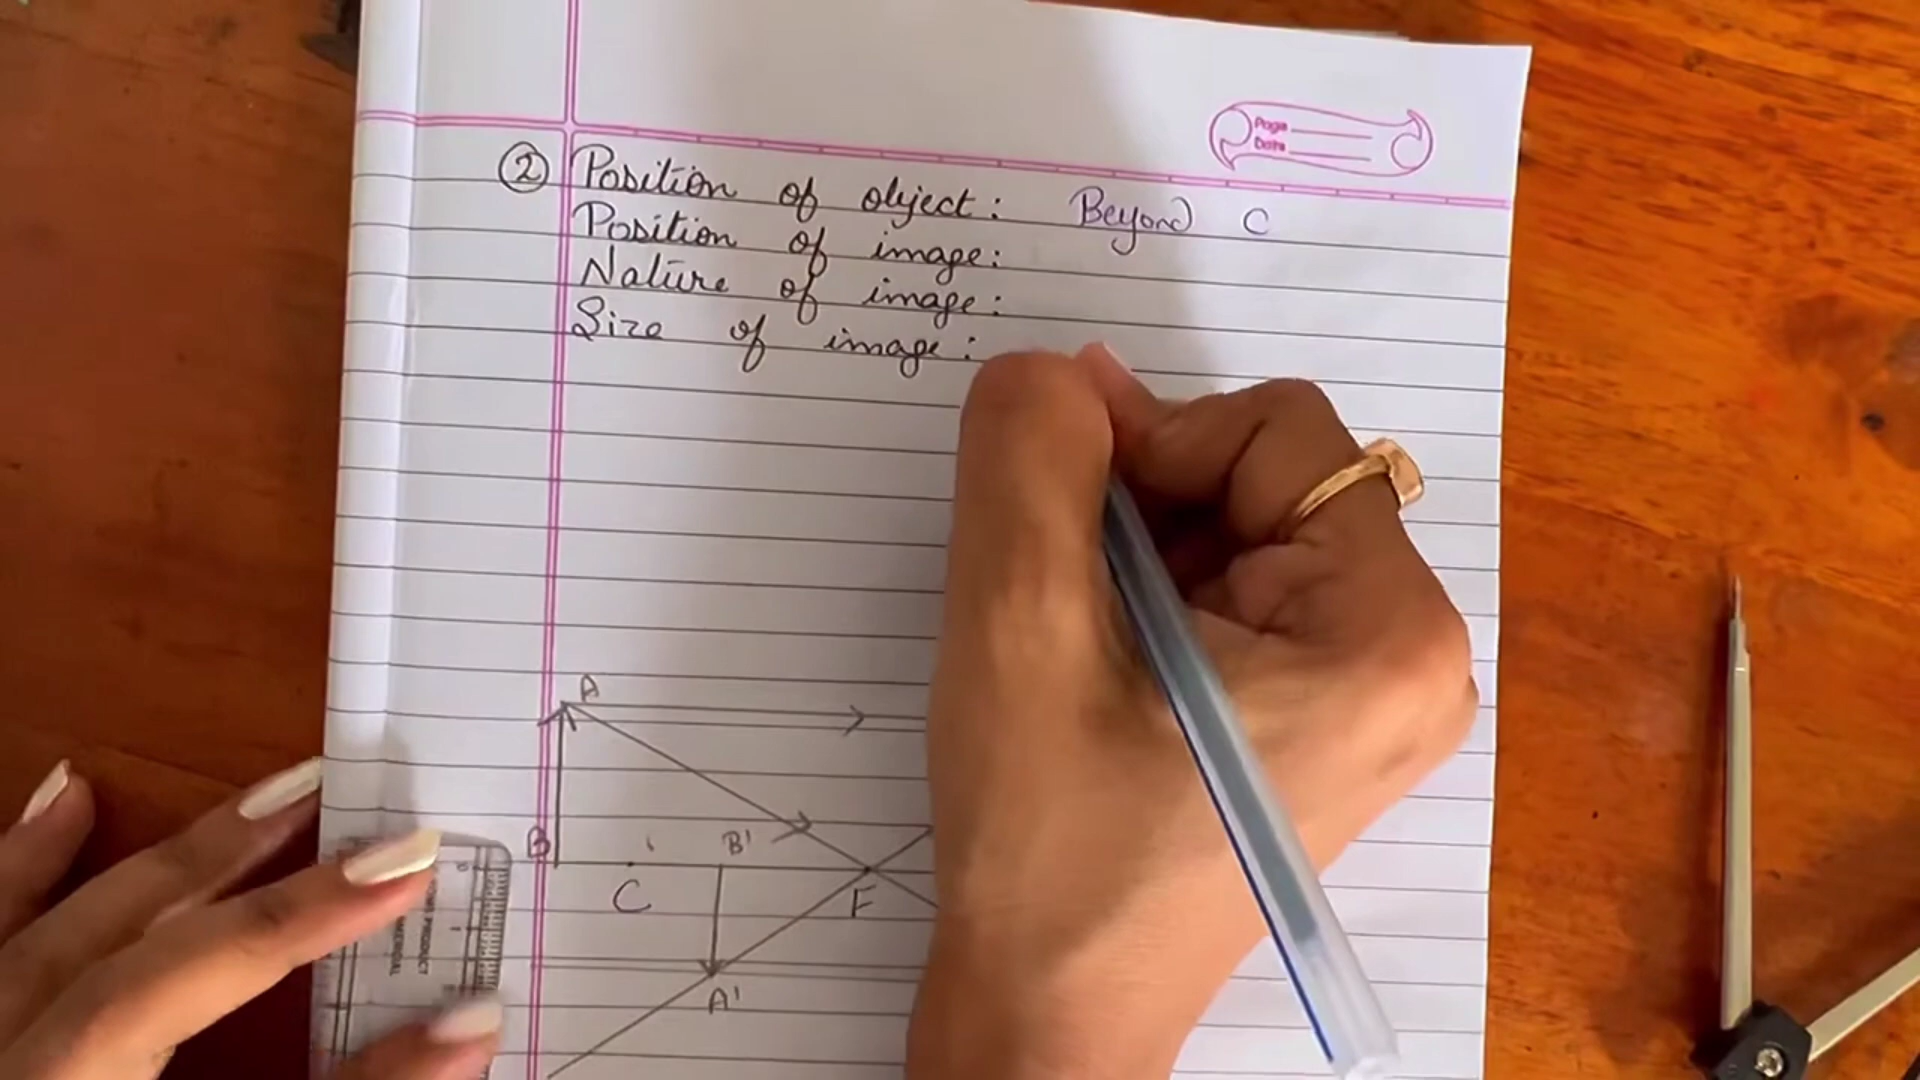 Page
Date
② Position of object: Beyond C
Position of image:
Nature of image:
Size of image:
A
B
B'
C
F
A'